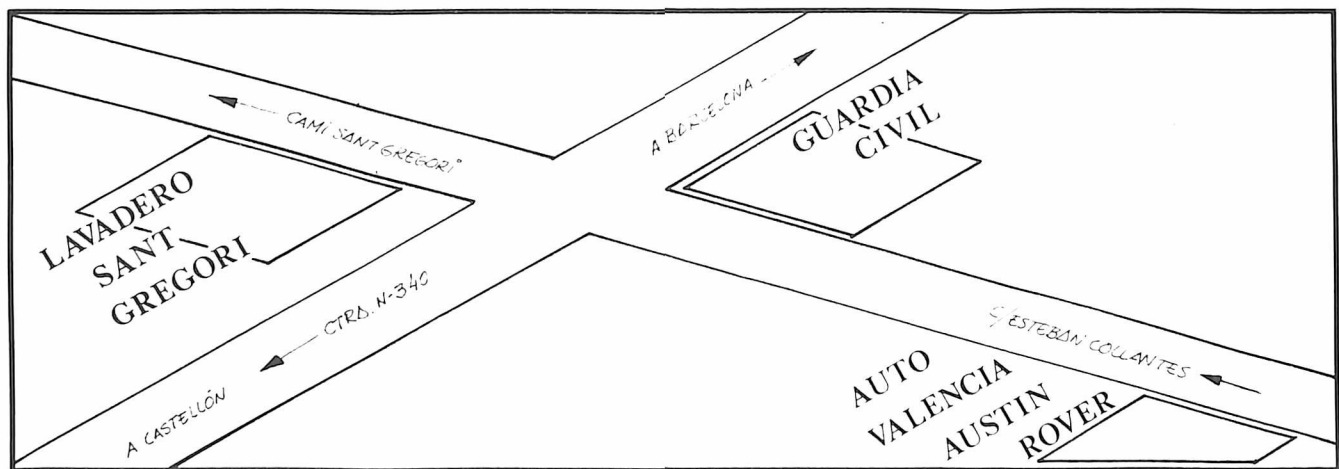 CAMÍ SANT GREGORI
A BARCELONA
GUARDIA
CIVIL
LAVADERO
SANT
GREGORI
CTRA. N-340
A CASTELLÓN
C/ESTEBAN COLLANTES
AUTO
VALENCIA
AUSTIN
ROVER